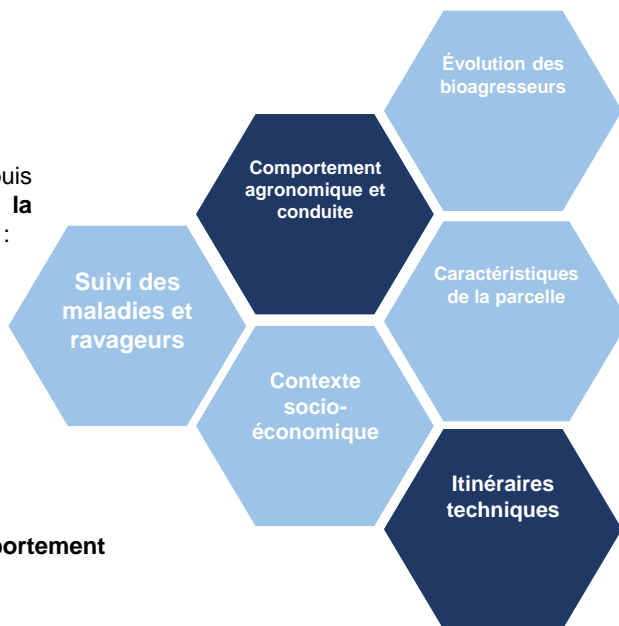 Évolution des
bioagresseurs
Comportement
agronomique et
conduite
la
:
Suivi des
maladies et
ravageurs
Caractéristiques
de la parcelle
Contexte
socio-
économique
Itinéraires
techniques